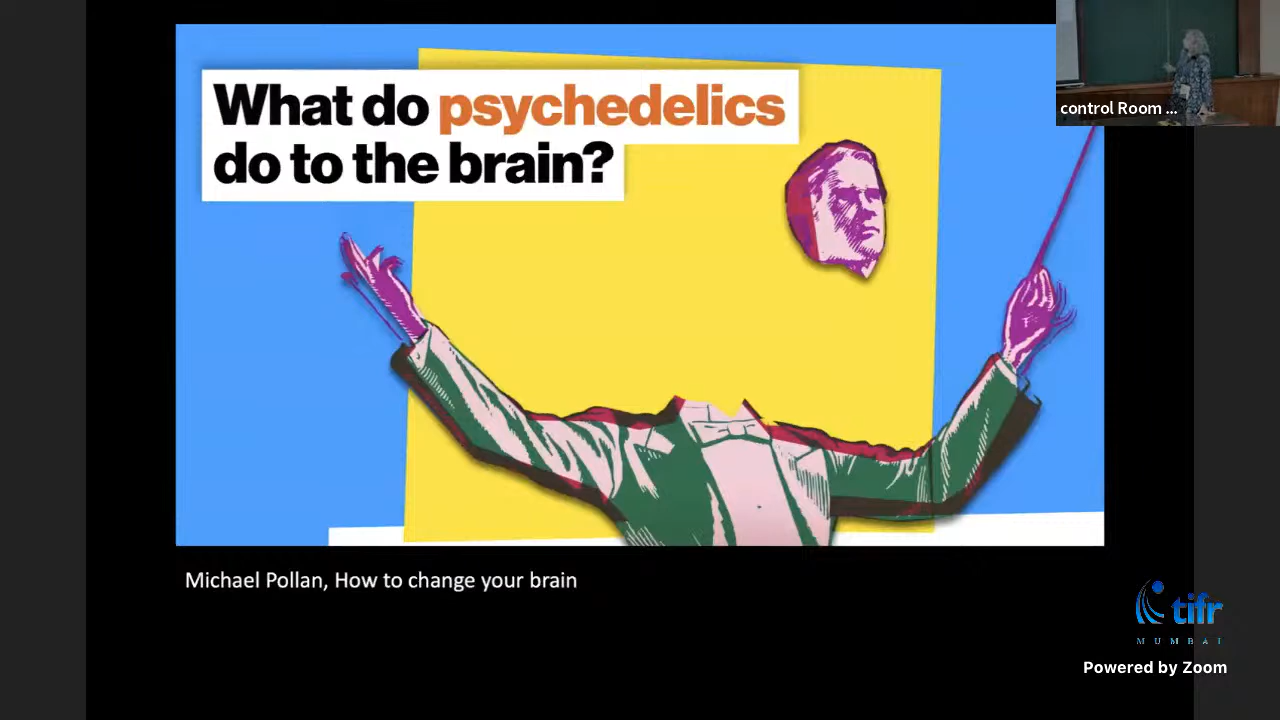 What do psychedelics
do to the brain?
control Room ...
Michael Pollan, How to change your brain
tifr
MUMBAI
Powered by Zoom